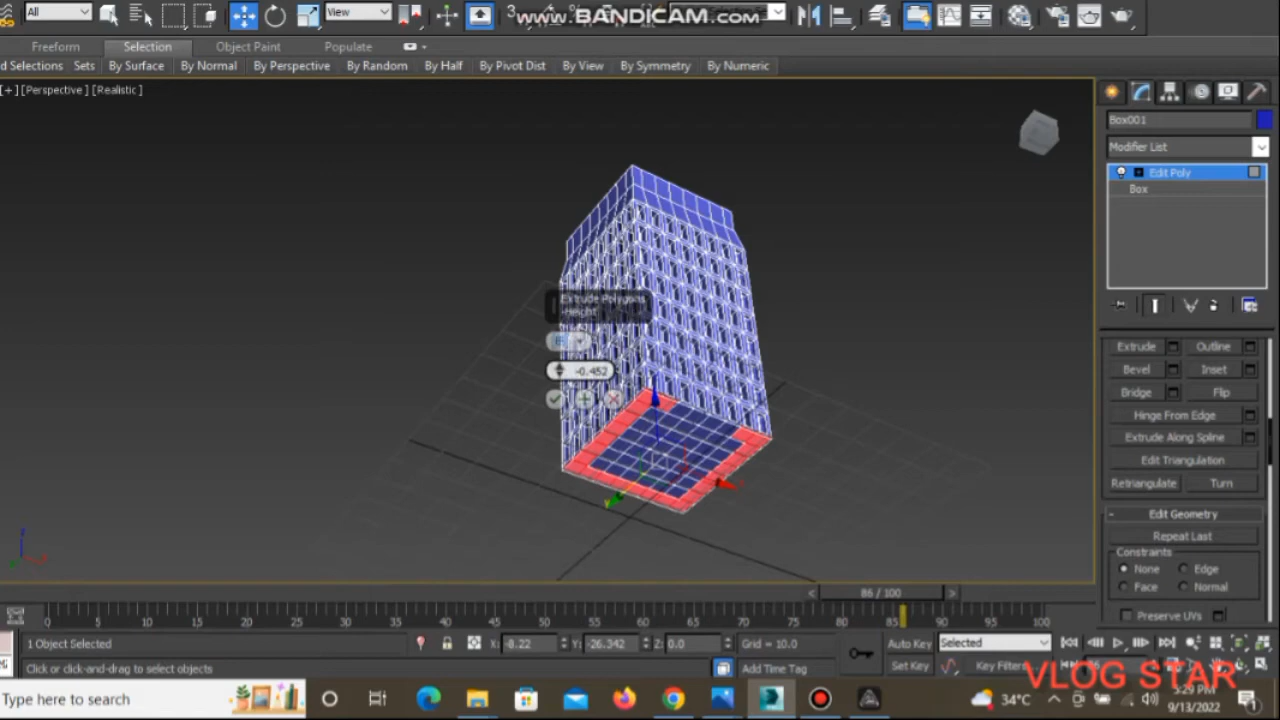 All
View
3
www.BANDICAM.com
Freeform
Selection
Object Paint
Populate
d Selections
Sets
By Surface
By Normal
By Perspective
By Random
By Half
By Pivot Dist
By View
By Symmetry
By Numeric
[+] [Perspective] [Realistic]
Box001
Modifier List
Edit Poly
Box
Extrude Polygons
-Height
-0.452
Extrude
Outline
Bevel
Inset
Bridge
Flip
Hinge From Edge
Extrude Along Spline
Edit Triangulation
Retriangulate
Turn
- Edit Geometry
Repeat Last
Constraints
None
Edge
Face
Normal
Preserve UVs
< 86 / 100 >
0 5 10 15 20 25 30 35 40 45 50 55 60 65 70 75 80 85 90 95 100
1 Object Selected
X: -8.22
Y: -26.342
Z: 0.0
Grid = 10.0
Auto Key
Selected
Click or click-and-drag to select objects
Add Time Tag
Set Key
Key Filters
VLOG STAR
Type here to search
34°C
5:29 PM
9/13/2022
1